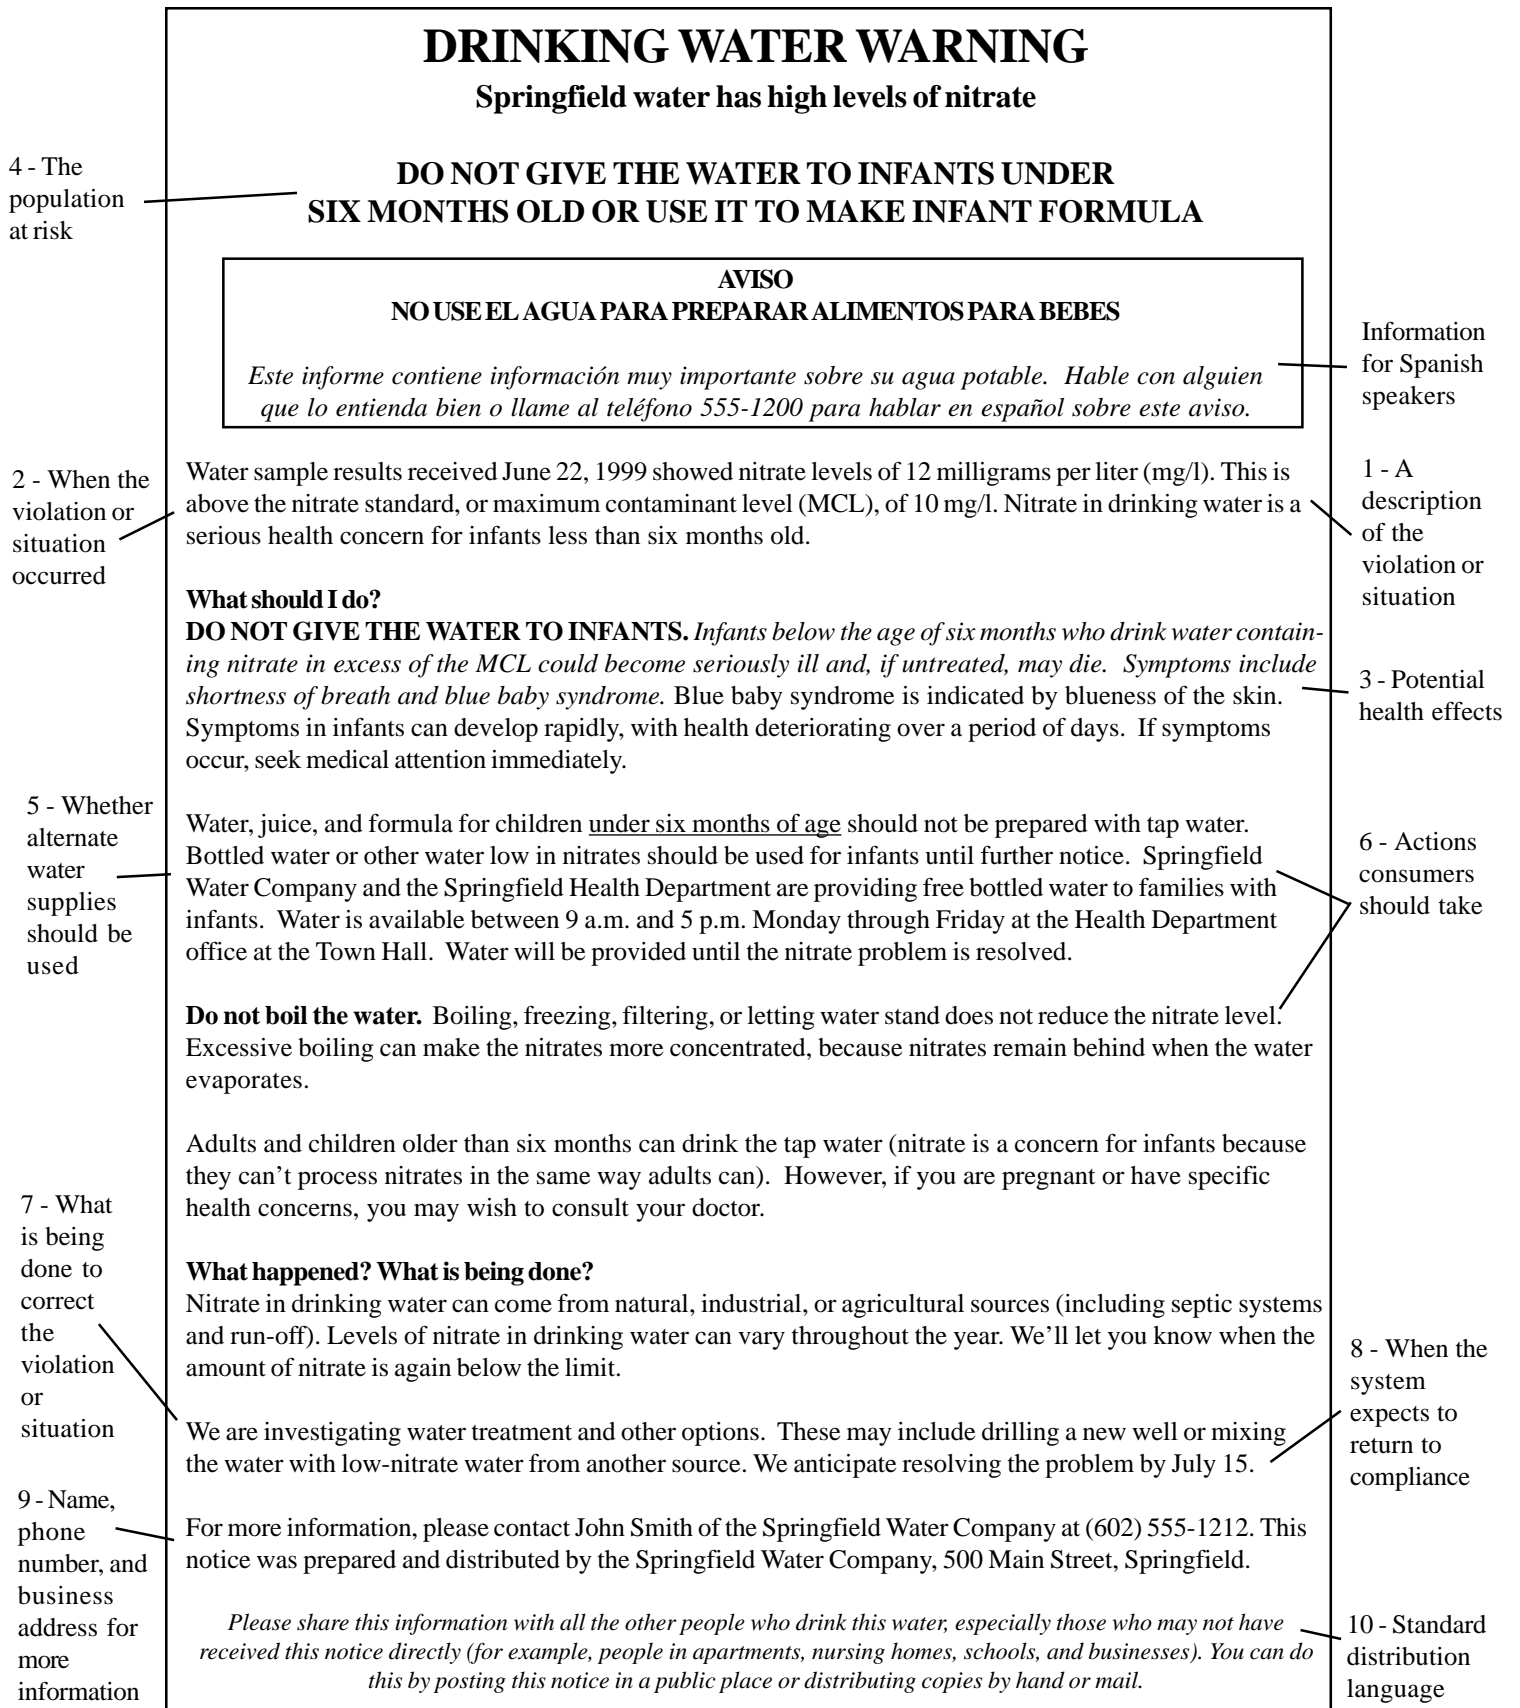 DRINKING WATER WARNING
Springfield water has high levels of nitrate
4 - The
population
at risk
DO NOT GIVE THE WATER TO INFANTS UNDER
SIX MONTHS OLD OR USE IT TO MAKE INFANT FORMULA
AVISO
NO USE EL AGUA PARA PREPARAR ALIMENTOS PARA BEBES
Este informe contiene información muy importante sobre su agua potable.  Hable con alguien
que lo entienda bien o llame al teléfono 555-1200 para hablar en español sobre este aviso.
Information
for Spanish
speakers
2 - When the
violation or
situation
occurred
Water sample results received June 22, 1999 showed nitrate levels of 12 milligrams per liter (mg/l). This is
above the nitrate standard, or maximum contaminant level (MCL), of 10 mg/l. Nitrate in drinking water is a
serious health concern for infants less than six months old.
1 - A
description
of the
violation or
situation
What should I do?
DO NOT GIVE THE WATER TO INFANTS. Infants below the age of six months who drink water contain-
ing nitrate in excess of the MCL could become seriously ill and, if untreated, may die.  Symptoms include
shortness of breath and blue baby syndrome. Blue baby syndrome is indicated by blueness of the skin.
Symptoms in infants can develop rapidly, with health deteriorating over a period of days.  If symptoms
occur, seek medical attention immediately.
3 - Potential
health effects
5 - Whether
alternate
water
supplies
should be
used
Water, juice, and formula for children under six months of age should not be prepared with tap water.
Bottled water or other water low in nitrates should be used for infants until further notice.  Springfield
Water Company and the Springfield Health Department are providing free bottled water to families with
infants.  Water is available between 9 a.m. and 5 p.m. Monday through Friday at the Health Department
office at the Town Hall.  Water will be provided until the nitrate problem is resolved.
6 - Actions
consumers
should take
Do not boil the water.  Boiling, freezing, filtering, or letting water stand does not reduce the nitrate level.
Excessive boiling can make the nitrates more concentrated, because nitrates remain behind when the water
evaporates.
Adults and children older than six months can drink the tap water (nitrate is a concern for infants because
they can't process nitrates in the same way adults can).  However, if you are pregnant or have specific
health concerns, you may wish to consult your doctor.
7 - What
is being
done to
correct
the
violation
or
situation
What happened? What is being done?
Nitrate in drinking water can come from natural, industrial, or agricultural sources (including septic systems
and run-off). Levels of nitrate in drinking water can vary throughout the year. We'll let you know when the
amount of nitrate is again below the limit.
We are investigating water treatment and other options.  These may include drilling a new well or mixing
the water with low-nitrate water from another source. We anticipate resolving the problem by July 15.
8 - When the
system
expects to
return to
compliance
9 - Name,
phone
number, and
business
address for
more
information
For more information, please contact John Smith of the Springfield Water Company at (602) 555-1212. This
notice was prepared and distributed by the Springfield Water Company, 500 Main Street, Springfield.
Please share this information with all the other people who drink this water, especially those who may not have
received this notice directly (for example, people in apartments, nursing homes, schools, and businesses). You can do
this by posting this notice in a public place or distributing copies by hand or mail.
10 - Standard
distribution
language